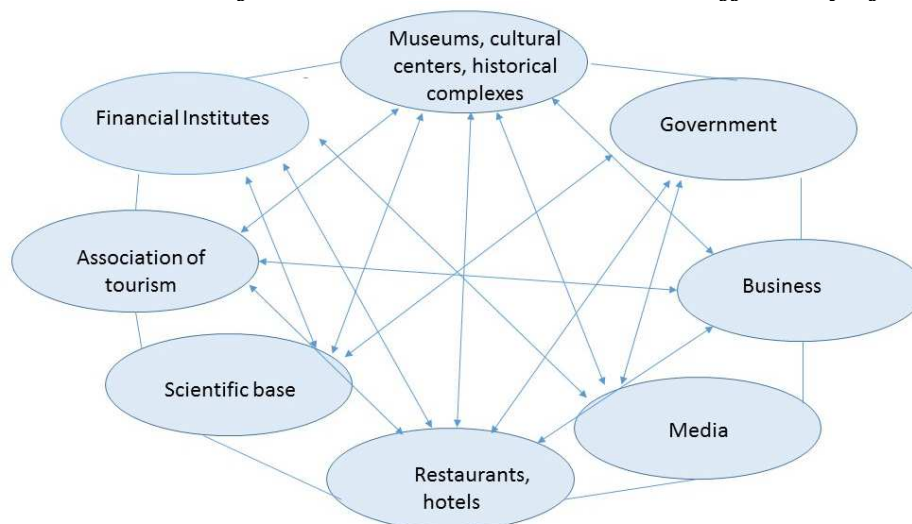 Museums, cultural
centers, historical
complexes
Financial Institutes
Government
Association of
tourism
Business
Scientific base
Media
Restaurants,
hotels